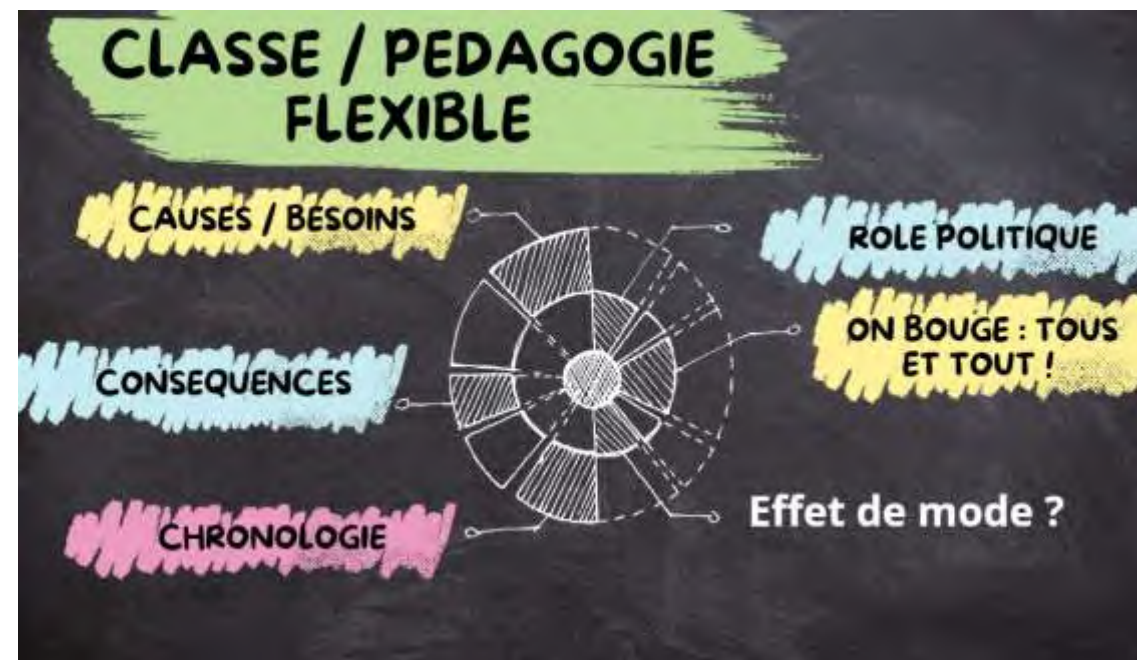 CLASSE / PEDAGOGIE
FLEXIBLE
CAUSES / BESOINS
CONSEQUENCES
CHRONOLOGIE
ROLE POLITIQUE
ON BOUGE : TOUS
ET TOUT !
Effet de mode ?